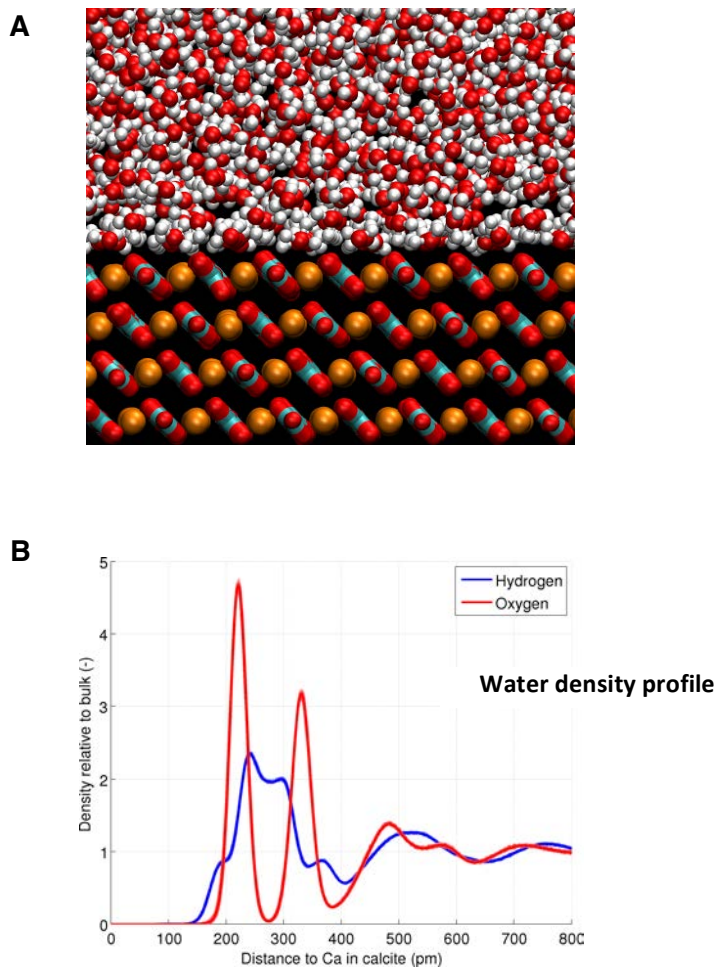 A
B
5
4
3
2
1
0
Density relative to bulk (-)
Hydrogen
Oxygen
Water density profile
0 100 200 300 400 500 600 700 800
Distance to Ca in calcite (pm)